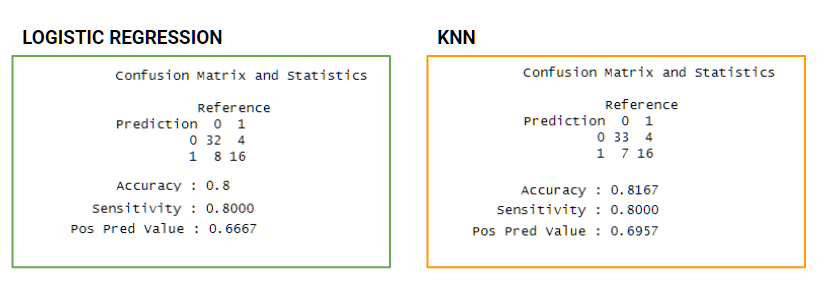 LOGISTIC REGRESSION
Confusion Matrix and Statistics
Reference
Prediction 0 1
0 32 4
1 8 16
Accuracy : 0.8
Sensitivity : 0.8000
Pos Pred Value : 0.6667
KNN
Confusion Matrix and Statistics
Reference
Prediction 0 1
0 33 4
1 7 16
Accuracy : 0.8167
Sensitivity : 0.8000
Pos Pred Value : 0.6957